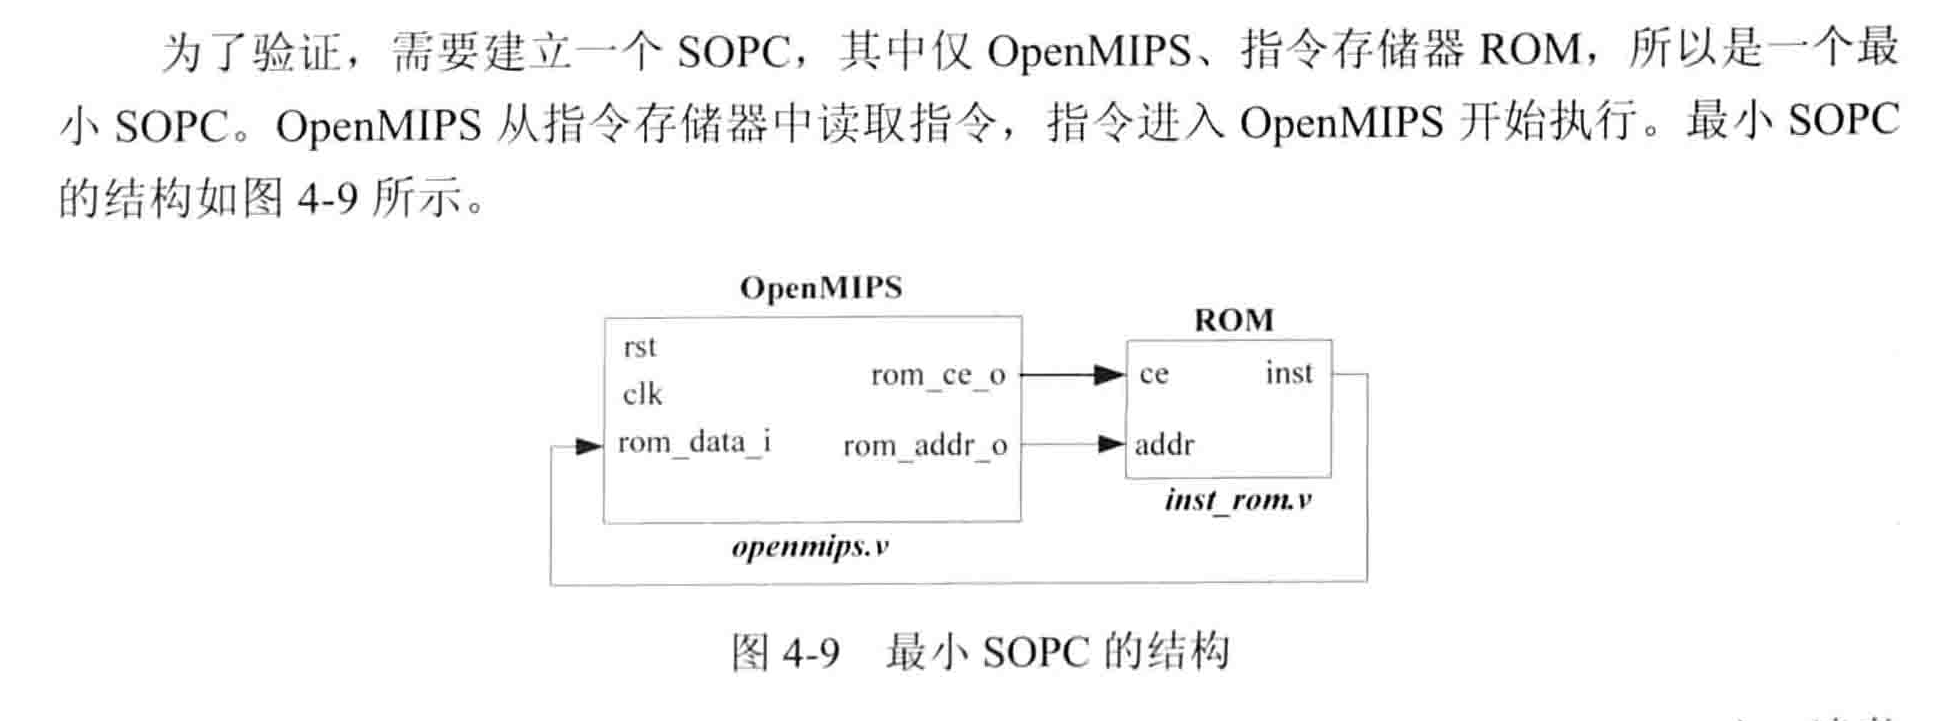 为了验证，需要建立一个 SOPC，其中仅 OpenMIPS、指令存储器 ROM，所以是一个最
小 SOPC。OpenMIPS 从指令存储器中读取指令，指令进入 OpenMIPS 开始执行。最小 SOPC
的结构如图 4-9 所示。
OpenMIPS
ROM
rst
clk
rom_data_i
rom_ce_o
rom_addr_o
ce
inst
addr
inst_rom.v
openmips.v
图 4-9 最小 SOPC 的结构